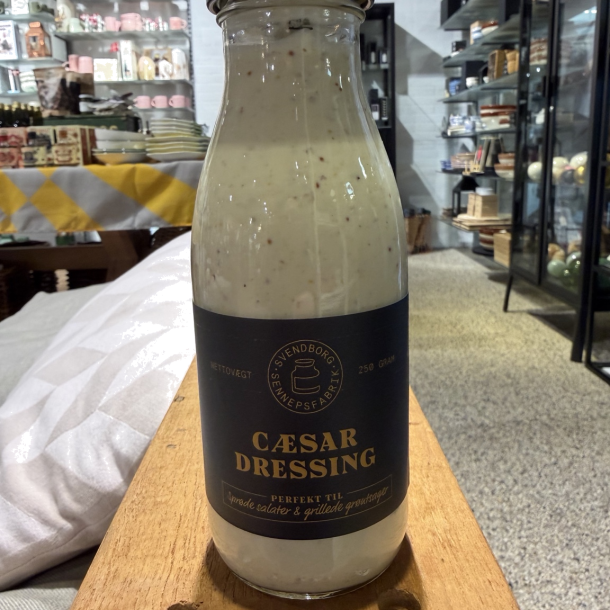 NETTOVÆGT
SVENDBORG
SENNEPSFABRIK
250 GRAM
CÆSAR
DRESSING
PERFEKT TIL
Sprøde salater & grillede grøntsager